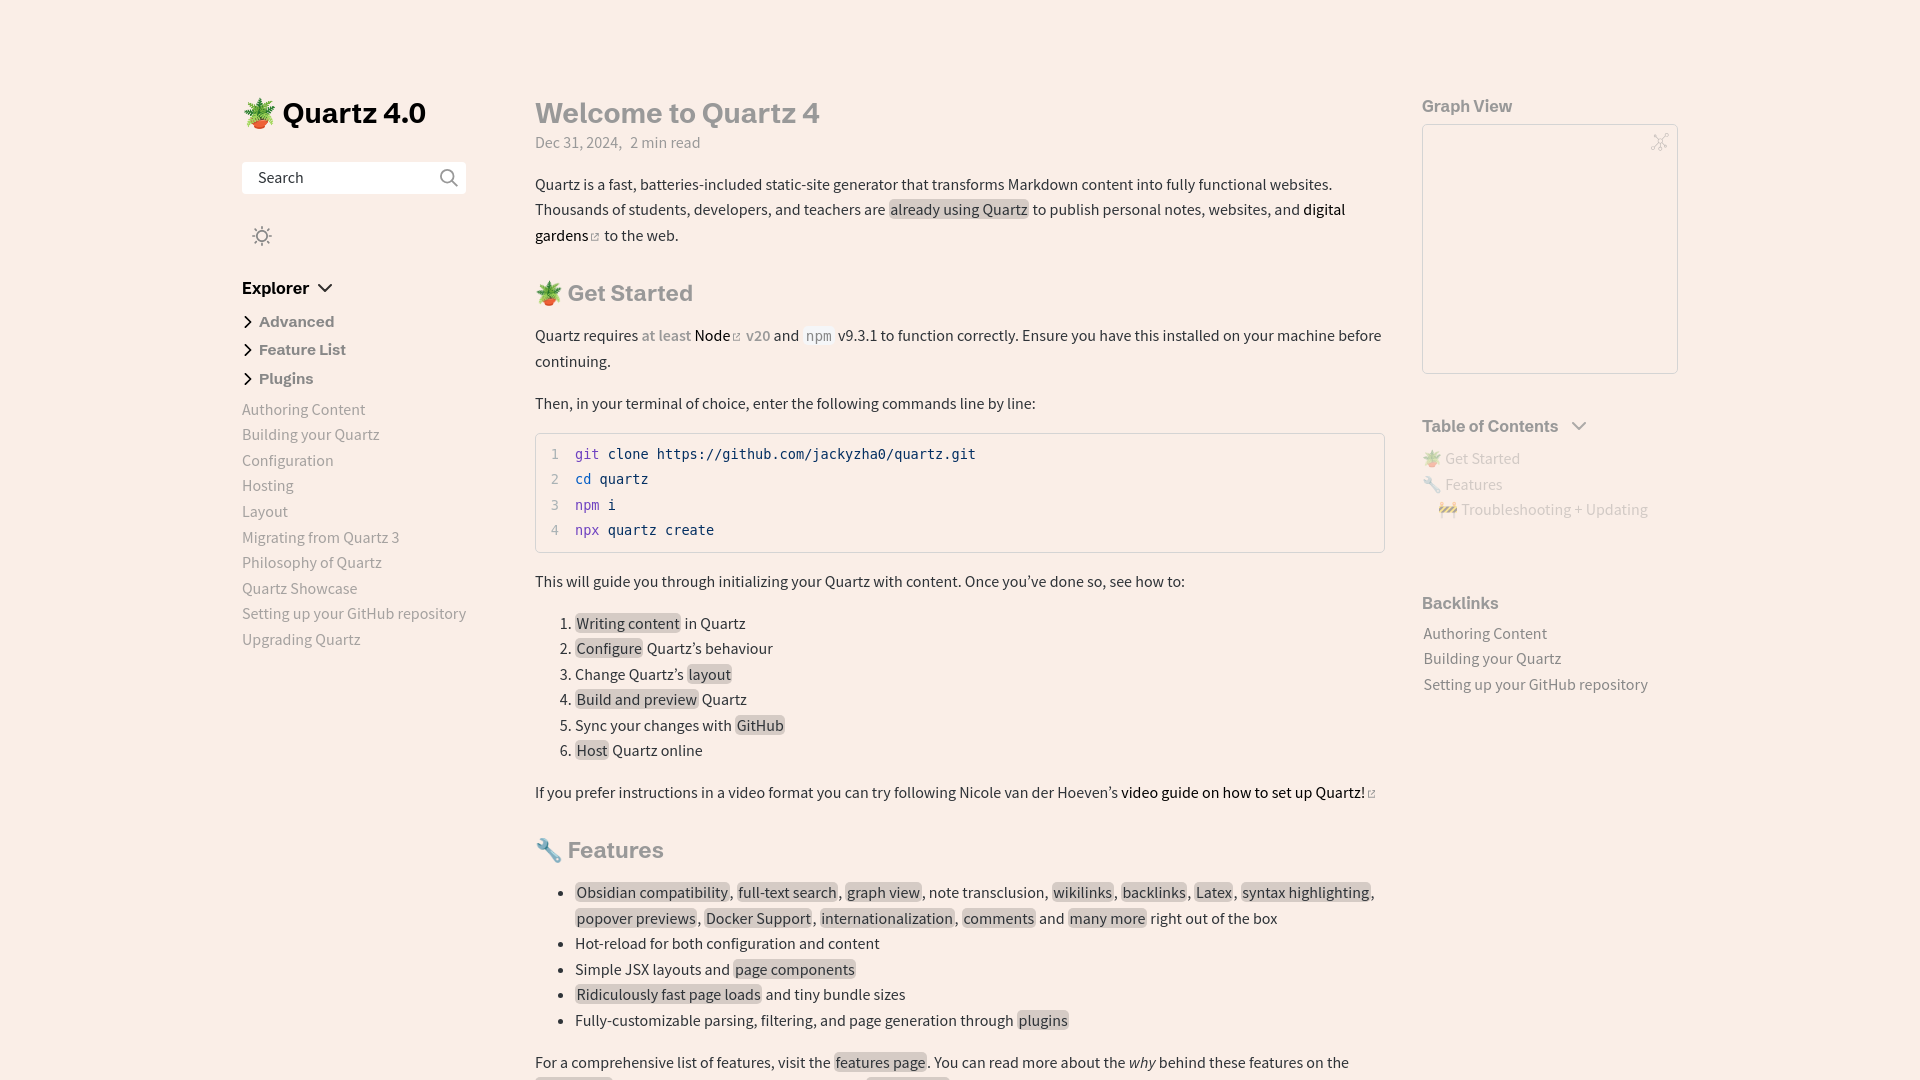 🪴 Quartz 4.0
Search
Explorer
Advanced
Feature List
Plugins
Authoring Content
Building your Quartz
Configuration
Hosting
Layout
Migrating from Quartz 3
Philosophy of Quartz
Quartz Showcase
Setting up your GitHub repository
Upgrading Quartz
Welcome to Quartz 4
Dec 31, 2024, 2 min read
Quartz is a fast, batteries-included static-site generator that transforms Markdown content into fully functional websites.
Thousands of students, developers, and teachers are already using Quartz to publish personal notes, websites, and digital
gardens to the web.
🪴 Get Started
Quartz requires at least Node v20 and npm v9.3.1 to function correctly. Ensure you have this installed on your machine before
continuing.
Then, in your terminal of choice, enter the following commands line by line:
1 git clone https://github.com/jackyzha0/quartz.git
2 cd quartz
3 npm i
4 npx quartz create
This will guide you through initializing your Quartz with content. Once you’ve done so, see how to:
1. Writing content in Quartz
2. Configure Quartz’s behaviour
3. Change Quartz’s layout
4. Build and preview Quartz
5. Sync your changes with GitHub
6. Host Quartz online
If you prefer instructions in a video format you can try following Nicole van der Hoeven’s video guide on how to set up Quartz!
🔧 Features
• Obsidian compatibility, full-text search, graph view, note transclusion, wikilinks, backlinks, Latex, syntax highlighting,
popover previews, Docker Support, internationalization, comments and many more right out of the box
• Hot-reload for both configuration and content
• Simple JSX layouts and page components
• Ridiculously fast page loads and tiny bundle sizes
• Fully-customizable parsing, filtering, and page generation through plugins
For a comprehensive list of features, visit the features page. You can read more about the why behind these features on the
Graph View
Table of Contents
🪴 Get Started
🔧 Features
🚧 Troubleshooting + Updating
Backlinks
Authoring Content
Building your Quartz
Setting up your GitHub repository